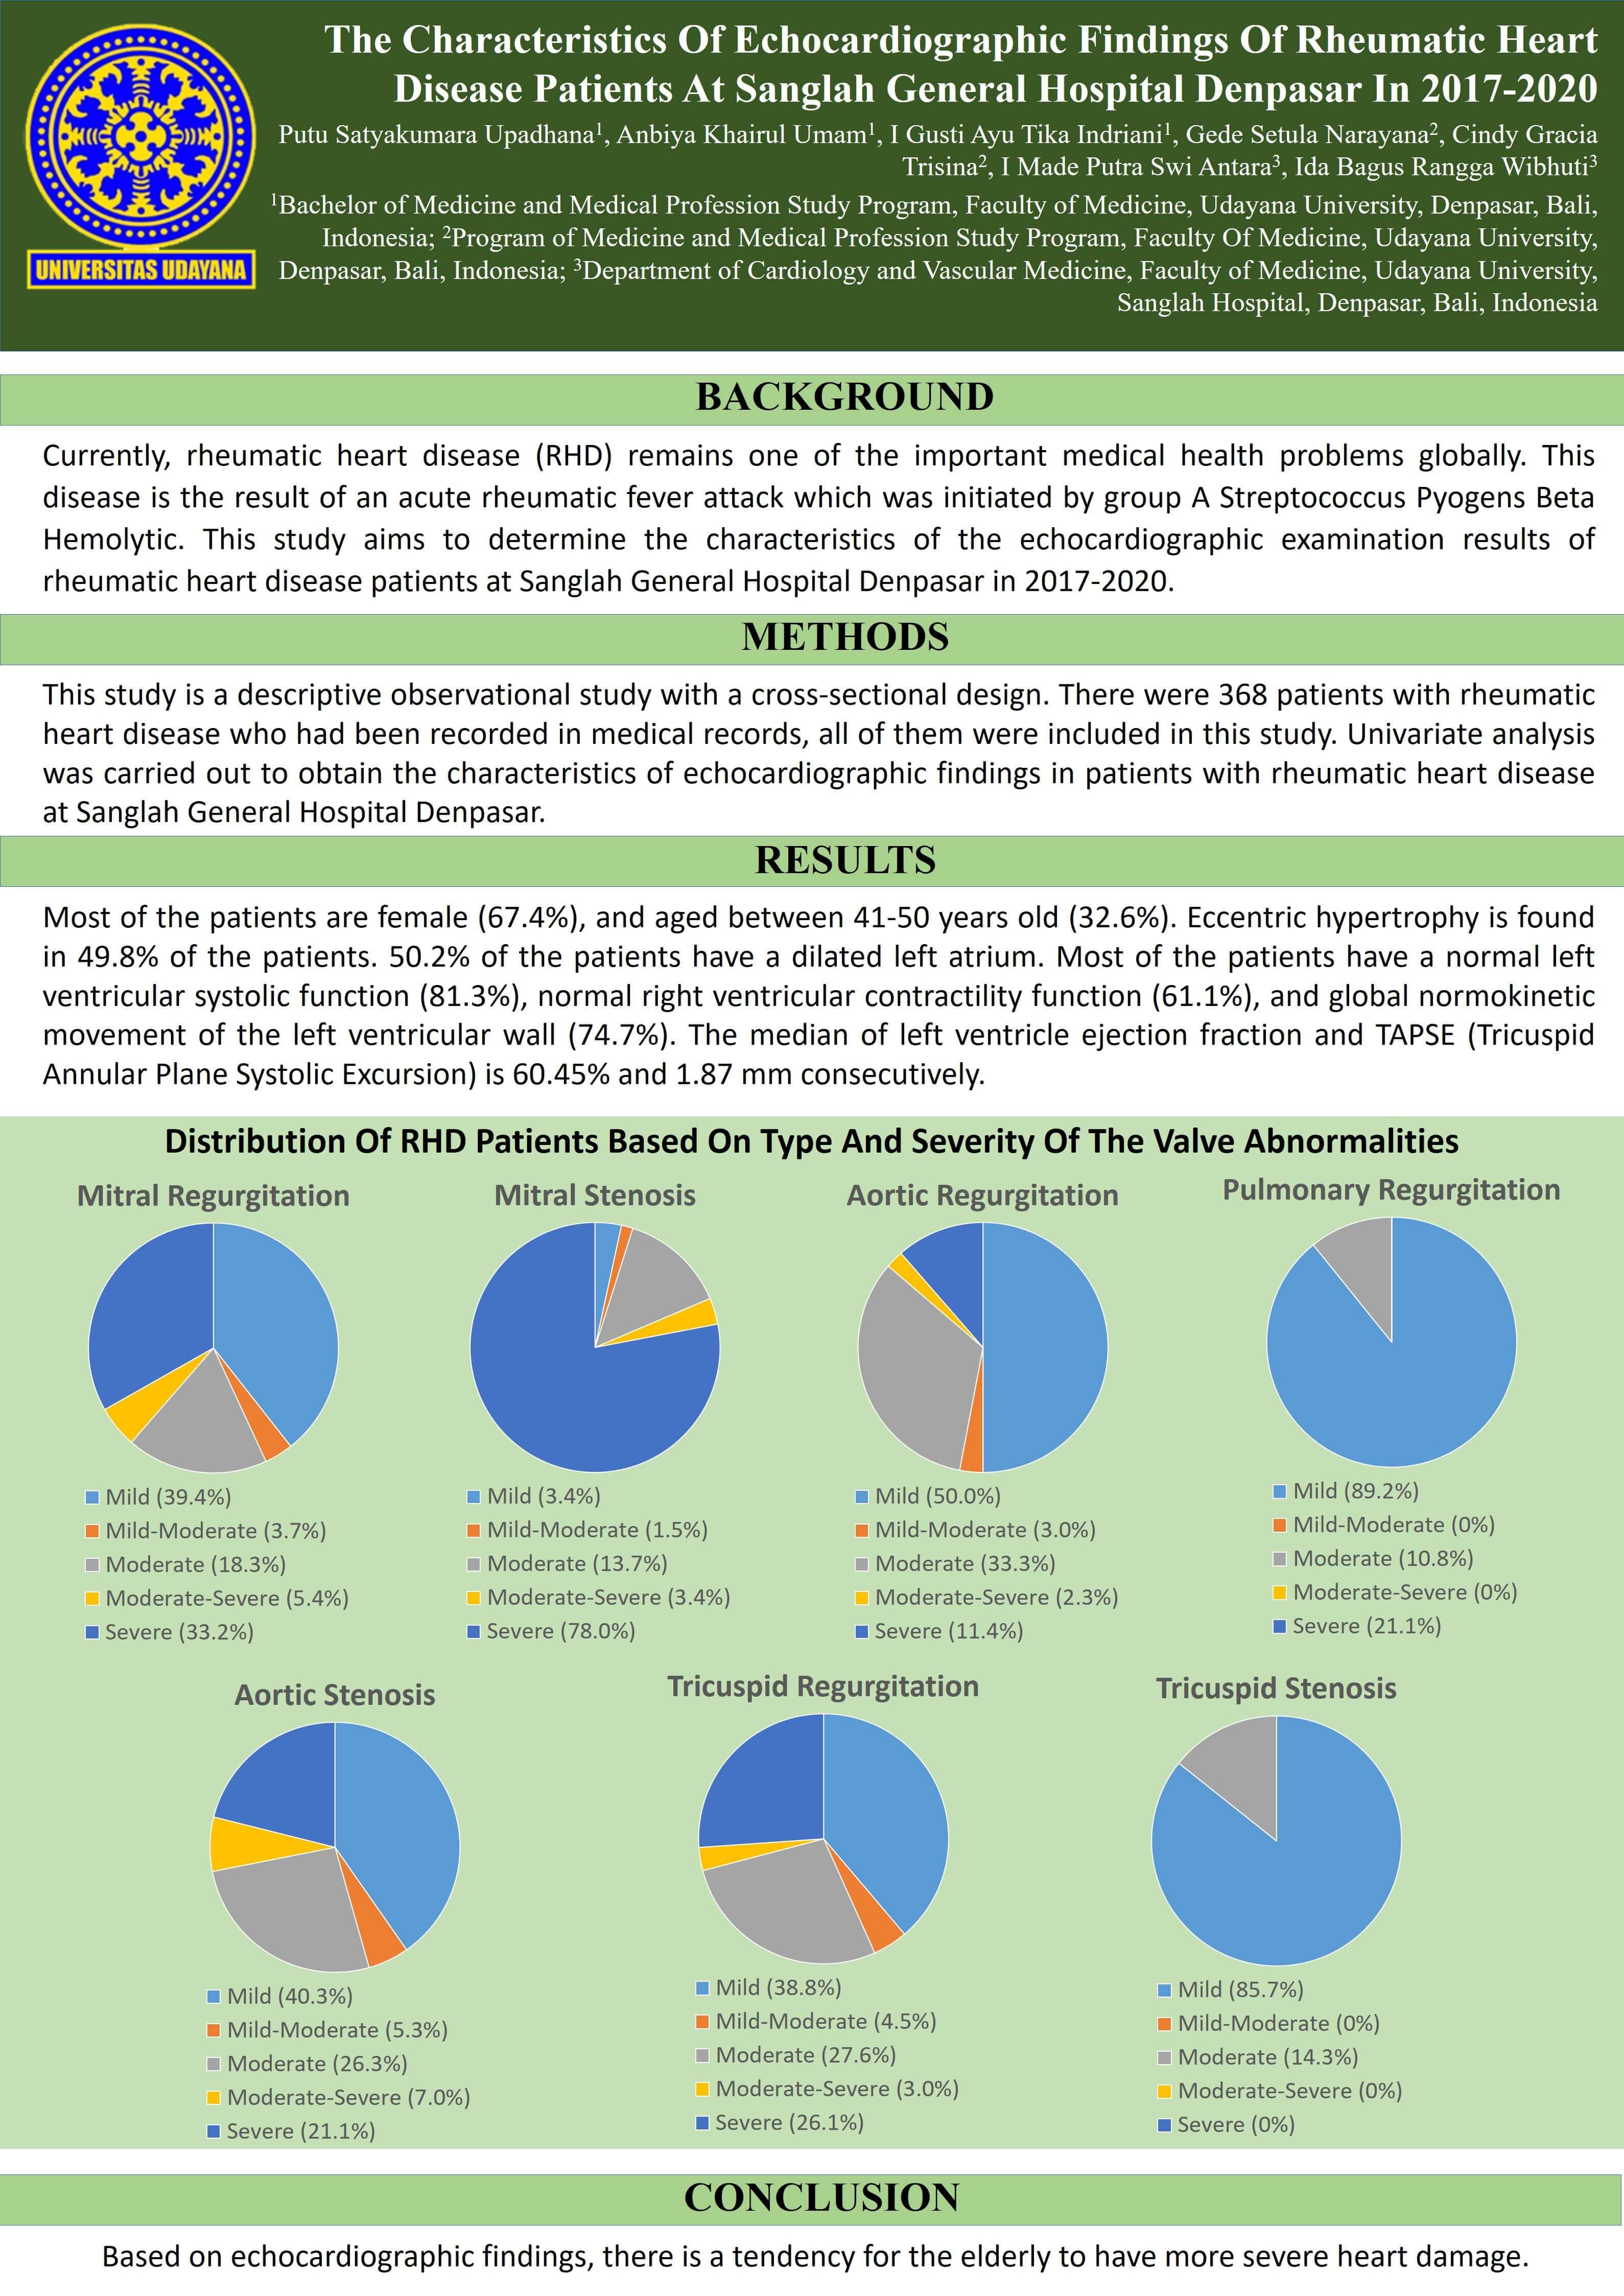 The Characteristics Of Echocardiographic Findings Of Rheumatic Heart
Disease Patients At Sanglah General Hospital Denpasar In 2017-2020
Putu Satyakumara Upadhana¹, Anbiya Khairul Umam¹, I Gusti Ayu Tika Indriani¹, Gede Setula Narayana², Cindy Gracia
Trisina², I Made Putra Swi Antara³, Ida Bagus Rangga Wibhuti³
¹Bachelor of Medicine and Medical Profession Study Program, Faculty of Medicine, Udayana University, Denpasar, Bali,
Indonesia; ²Program of Medicine and Medical Profession Study Program, Faculty Of Medicine, Udayana University,
Denpasar, Bali, Indonesia; ³Department of Cardiology and Vascular Medicine, Faculty of Medicine, Udayana University,
Sanglah Hospital, Denpasar, Bali, Indonesia
UNIVERSITAS UDAYANA
BACKGROUND
Currently, rheumatic heart disease (RHD) remains one of the important medical health problems globally. This
disease is the result of an acute rheumatic fever attack which was initiated by group A Streptococcus Pyogens Beta
Hemolytic. This study aims to determine the characteristics of the echocardiographic examination results of
rheumatic heart disease patients at Sanglah General Hospital Denpasar in 2017-2020.
METHODS
This study is a descriptive observational study with a cross-sectional design. There were 368 patients with rheumatic
heart disease who had been recorded in medical records, all of them were included in this study. Univariate analysis
was carried out to obtain the characteristics of echocardiographic findings in patients with rheumatic heart disease
at Sanglah General Hospital Denpasar.
RESULTS
Most of the patients are female (67.4%), and aged between 41-50 years old (32.6%). Eccentric hypertrophy is found
in 49.8% of the patients. 50.2% of the patients have a dilated left atrium. Most of the patients have a normal left
ventricular systolic function (81.3%), normal right ventricular contractility function (61.1%), and global normokinetic
movement of the left ventricular wall (74.7%). The median of left ventricle ejection fraction and TAPSE (Tricuspid
Annular Plane Systolic Excursion) is 60.45% and 1.87 mm consecutively.
Distribution Of RHD Patients Based On Type And Severity Of The Valve Abnormalities
Mitral Regurgitation
Mild (39.4%)
Mild-Moderate (3.7%)
Moderate (18.3%)
Moderate-Severe (5.4%)
Severe (33.2%)
Mitral Stenosis
Mild (3.4%)
Mild-Moderate (1.5%)
Moderate (13.7%)
Moderate-Severe (3.4%)
Severe (78.0%)
Aortic Regurgitation
Mild (50.0%)
Mild-Moderate (3.0%)
Moderate (33.3%)
Moderate-Severe (2.3%)
Severe (11.4%)
Pulmonary Regurgitation
Mild (89.2%)
Mild-Moderate (0%)
Moderate (10.8%)
Moderate-Severe (0%)
Severe (21.1%)
Aortic Stenosis
Mild (40.3%)
Mild-Moderate (5.3%)
Moderate (26.3%)
Moderate-Severe (7.0%)
Severe (21.1%)
Tricuspid Regurgitation
Mild (38.8%)
Mild-Moderate (4.5%)
Moderate (27.6%)
Moderate-Severe (3.0%)
Severe (26.1%)
Tricuspid Stenosis
Mild (85.7%)
Mild-Moderate (0%)
Moderate (14.3%)
Moderate-Severe (0%)
Severe (0%)
CONCLUSION
Based on echocardiographic findings, there is a tendency for the elderly to have more severe heart damage.